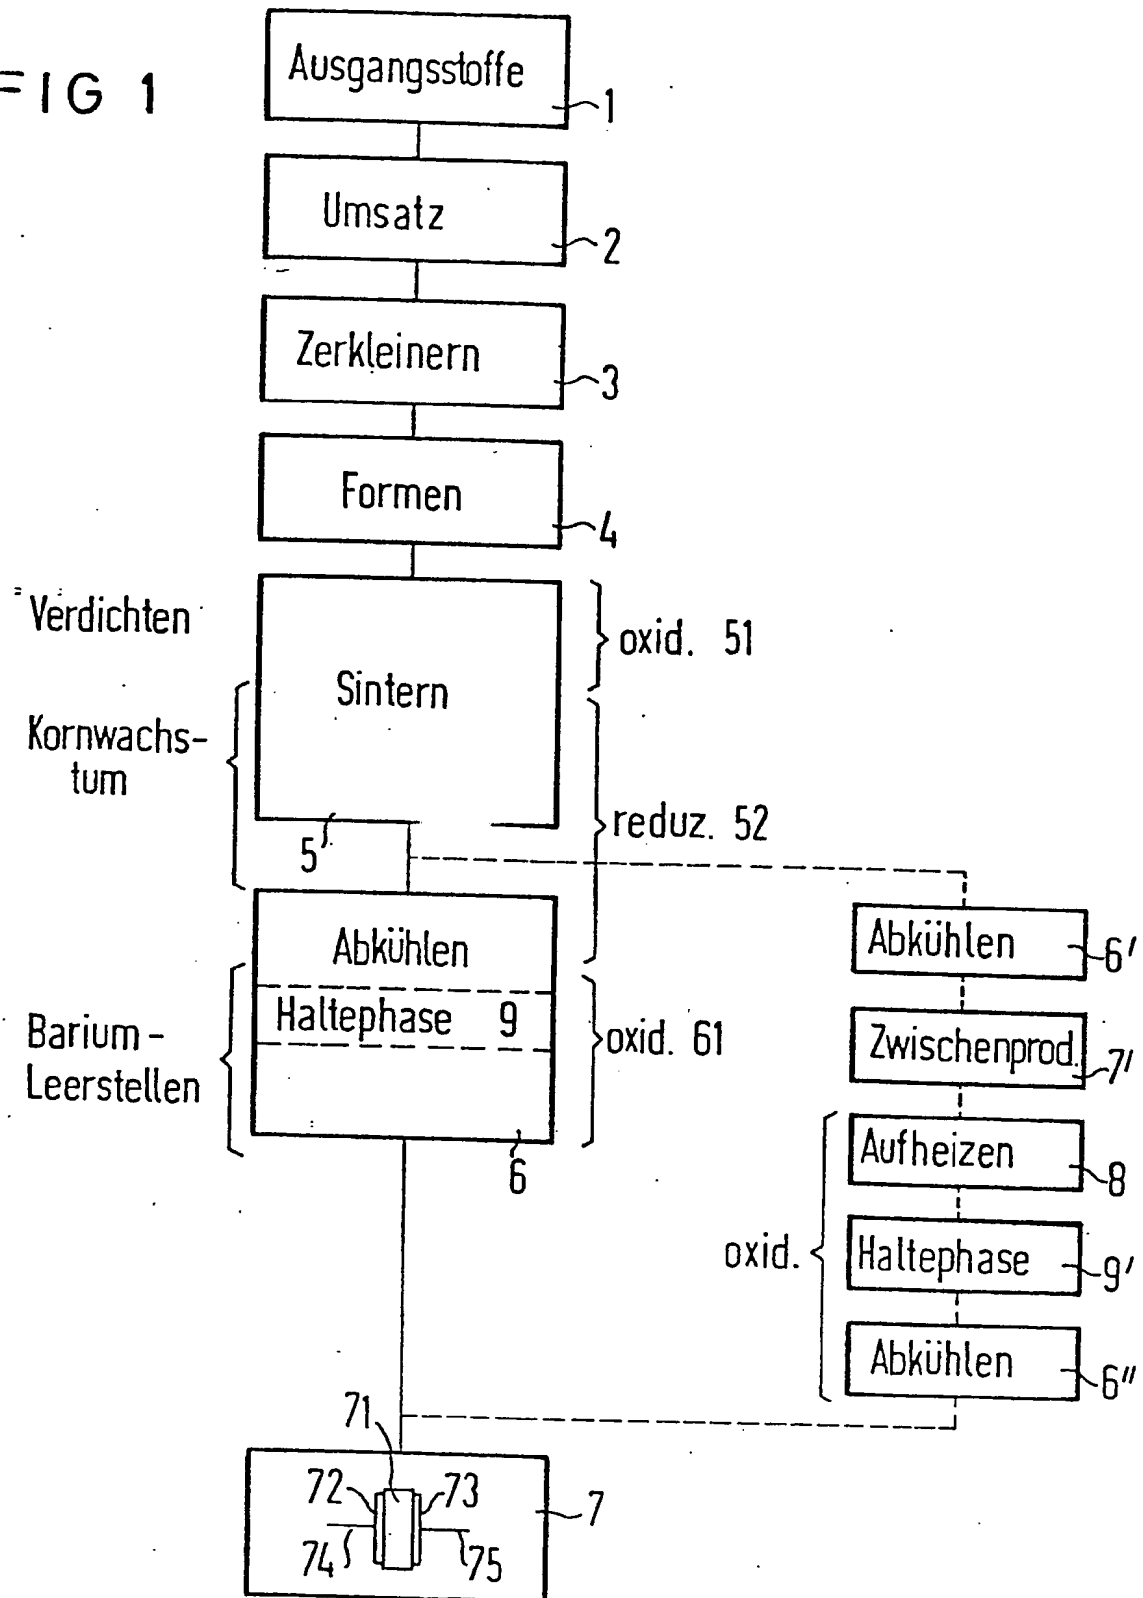 FIG 1
Ausgangsstoffe
1
Umsatz
2
Zerkleinern
3
Formen
4
Verdichten
oxid. 51
Sintern
Kornwachs-
tum
reduz. 52
5
Abkühlen
Abkühlen
6'
Haltephase 9
Barium-
Leerstellen
oxid. 61
Zwischenprod.
7'
6
Aufheizen
8
oxid.
Haltephase
9'
Abkühlen
6"
71
72
73
7
74
75